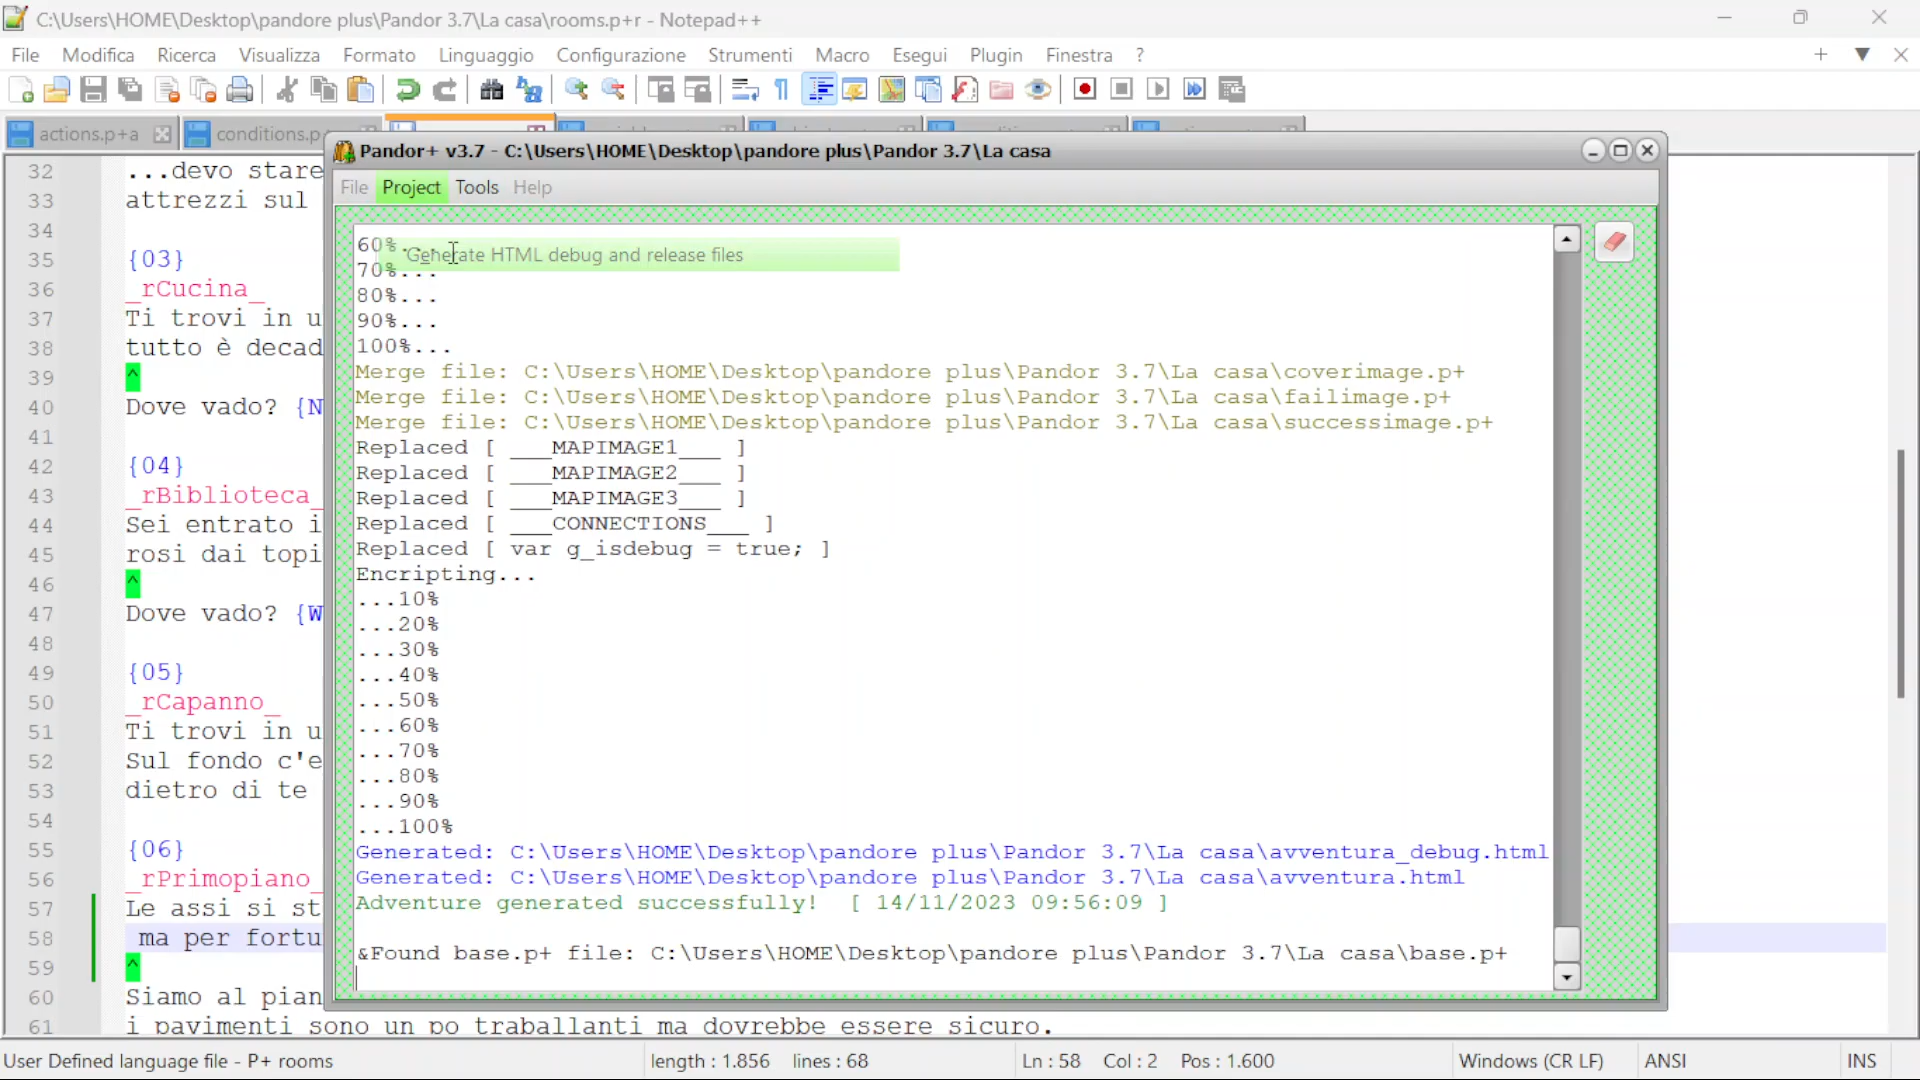 C:\Users\HOME\Desktop\pandore plus\Pandor 3.7\La casa\rooms.p+r - Notepad++
File Modifica Ricerca Visualizza Formato Linguaggio Configurazione Strumenti Macro Esegui Plugin Finestra ?
actions.p+a conditions.p
Pandor+ v3.7 - C:\Users\HOME\Desktop\pandore plus\Pandor 3.7\La casa
File Project Tools Help
Generate HTML debug and release files
60%...
70%...
80%...
90%...
100%...
Merge file: C:\Users\HOME\Desktop\pandore plus\Pandor 3.7\La casa\coverimage.p+
Merge file: C:\Users\HOME\Desktop\pandore plus\Pandor 3.7\La casa\failimage.p+
Merge file: C:\Users\HOME\Desktop\pandore plus\Pandor 3.7\La casa\successimage.p+
Replaced [ ___MAPIMAGE1___ ]
Replaced [ ___MAPIMAGE2___ ]
Replaced [ ___MAPIMAGE3___ ]
Replaced [ ___CONNECTIONS___ ]
Replaced [ var g_isdebug = true; ]
Encripting...
...10%
...20%
...30%
...40%
...50%
...60%
...70%
...80%
...90%
...100%
Generated: C:\Users\HOME\Desktop\pandore plus\Pandor 3.7\La casa\avventura_debug.html
Generated: C:\Users\HOME\Desktop\pandore plus\Pandor 3.7\La casa\avventura.html
Adventure generated successfully! [ 14/11/2023 09:56:09 ]
&Found base.p+ file: C:\Users\HOME\Desktop\pandore plus\Pandor 3.7\La casa\base.p+
32 ...devo stare
33 attrezzi sul
34
35 {03}
36 _rCucina_
37 Ti trovi in u
38 tutto è decad
39 ^
40 Dove vado? {N
41
42 {04}
43 _rBiblioteca_
44 Sei entrato i
45 rosi dai topi
46 ^
47 Dove vado? {W
48
49 {05}
50 _rCapanno_
51 Ti trovi in u
52 Sul fondo c'e
53 dietro di te
54
55 {06}
56 _rPrimopiano_
57 Le assi si st
58 ma per fortu
59 ^
60 Siamo al pian
61 i pavimenti sono un po traballanti ma dovrebbe essere sicuro.
User Defined language file - P+ rooms length : 1.856 lines : 68 Ln : 58 Col : 2 Pos : 1.600 Windows (CR LF) ANSI INS